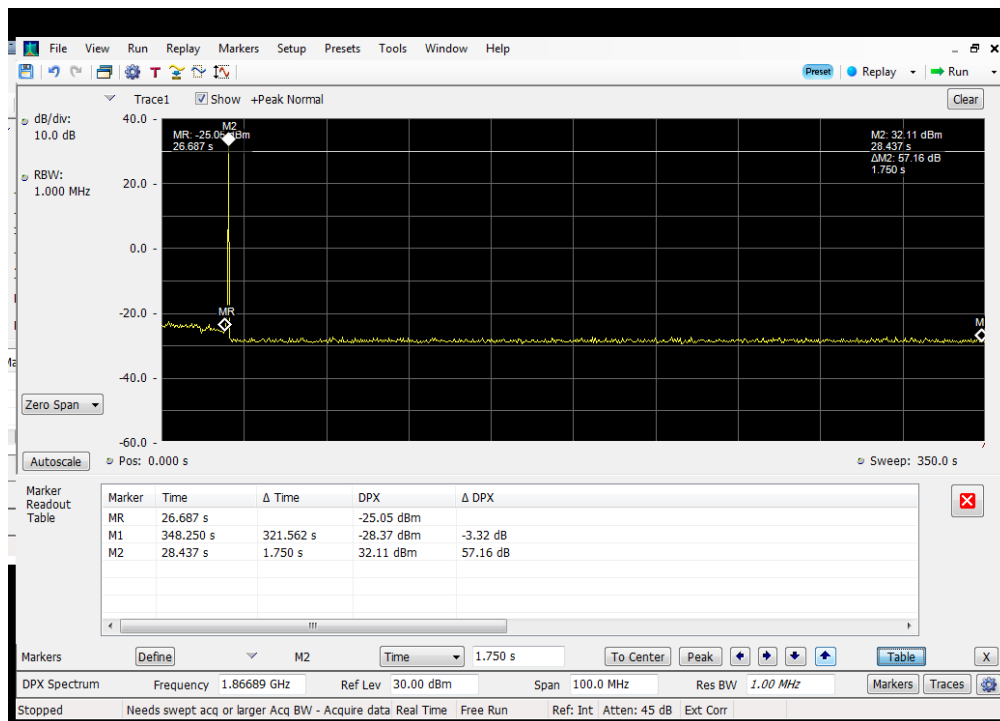 File View Run Replay Markers Setup Presets Tools Window Help
T Preset Replay Run
Trace1 Show +Peak Normal Clear
dB/div:
10.0 dB
RBW:
1.000 MHz
40.0
20.0
0.0
-20.0
-40.0
-60.0
MR: -25.05 dBm
26.687 s
M2
M2: 32.11 dBm
28.437 s
ΔM2: 57.16 dB
1.750 s
MR
M
Zero Span
Autoscale Pos: 0.000 s Sweep: 350.0 s
Marker
Readout
Table
Marker Time Δ Time DPX Δ DPX
MR 26.687 s -25.05 dBm
M1 348.250 s 321.562 s -28.37 dBm -3.32 dB
M2 28.437 s 1.750 s 32.11 dBm 57.16 dB
Markers Define M2 Time 1.750 s To Center Peak Table X
DPX Spectrum Frequency 1.86689 GHz Ref Lev 30.00 dBm Span 100.0 MHz Res BW 1.00 MHz Markers Traces
Stopped Needs swept acq or larger Acq BW - Acquire data Real Time Free Run Ref: Int Atten: 45 dB Ext Corr